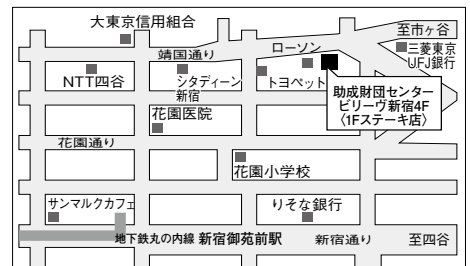 大東京信用組合
至市ヶ谷
靖国通り
ローソン
三菱東京
UFJ銀行
NTT四谷
シタディーン
新宿
トヨペット
助成財団センター
ビリーヴ新宿4F
〈1Fステーキ店〉
花園医院
花園通り
花園小学校
サンマルクカフェ
りそな銀行
地下鉄丸の内線 新宿御苑前駅
新宿通り
至四谷